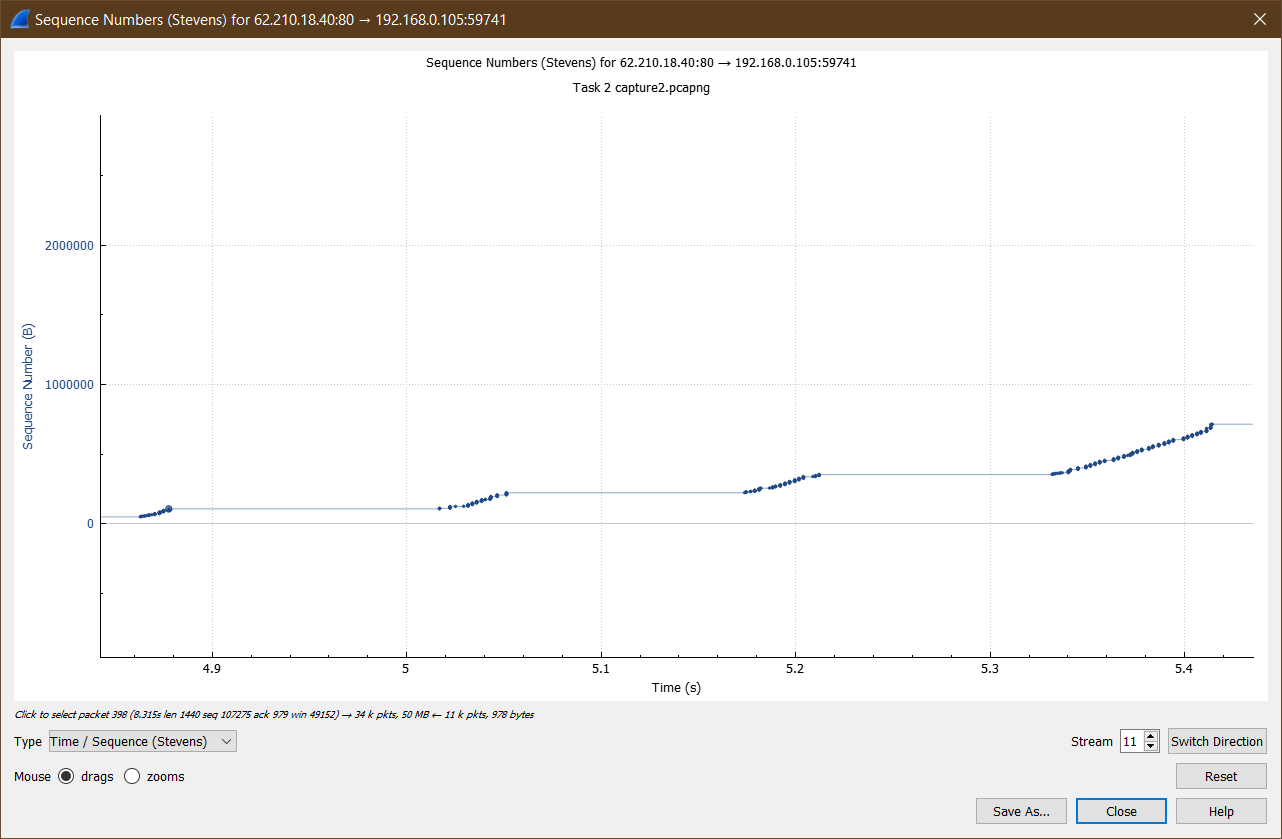 Sequence Numbers (Stevens) for 62.210.18.40:80 → 192.168.0.105:59741
Sequence Numbers (Stevens) for 62.210.18.40:80 → 192.168.0.105:59741
Task 2 capture2.pcapng
Sequence Number (B)
2000000
1000000
0
4.9 5 5.1 5.2 5.3 5.4
Time (s)
Click to select packet 398 (8.315s len 1440 seq 107275 ack 979 win 49152) → 34 k pkts, 50 MB ← 11 k pkts, 978 bytes
Type Time / Sequence (Stevens) Stream 11 Switch Direction
Mouse drags zooms Reset
Save As... Close Help